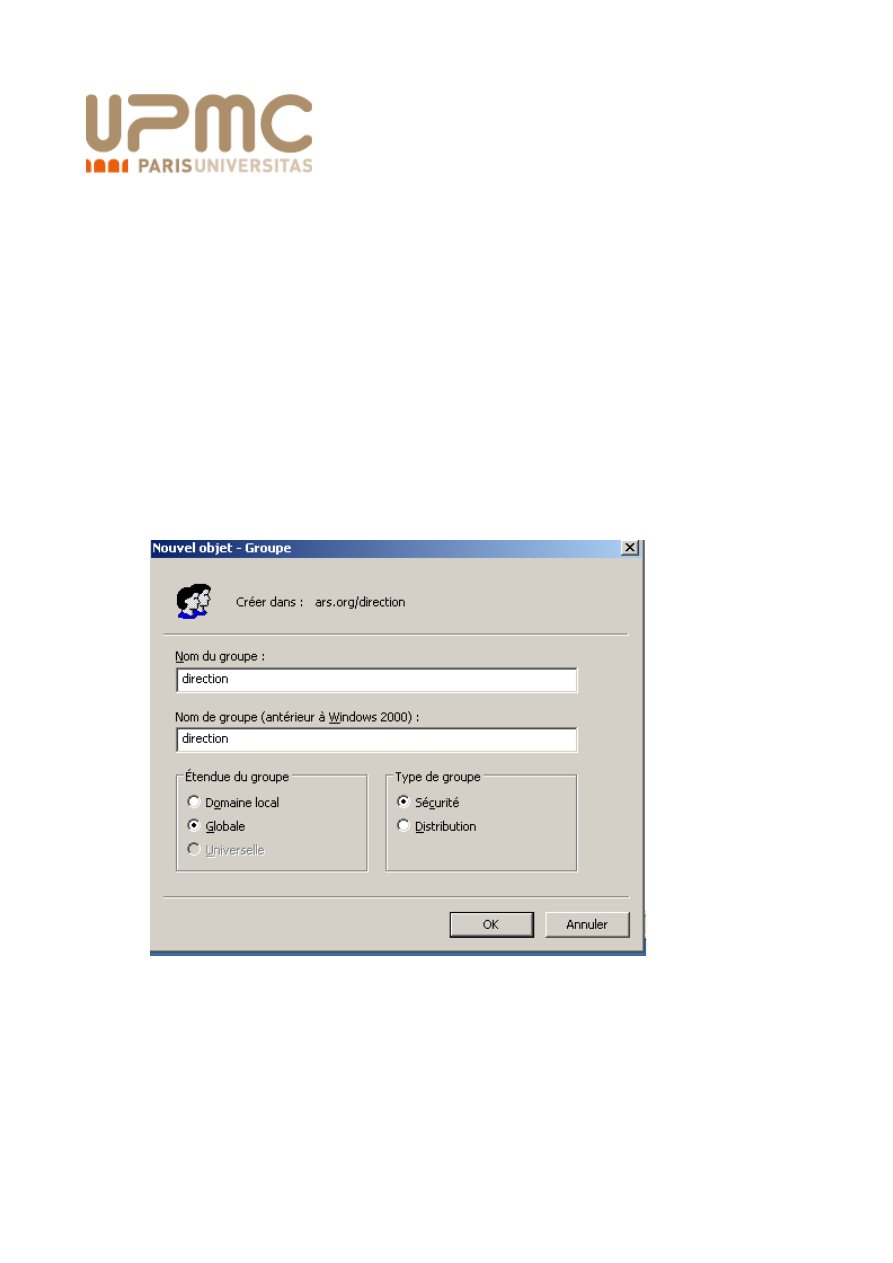 UPMC
PARISUNIVERSITAS
Nouvel objet - Groupe
Créer dans : ars.org/direction
Nom du groupe :
direction
Nom de groupe (antérieur à Windows 2000) :
direction
Étendue du groupe
Domaine local
Globale
Universelle
Type de groupe
Sécurité
Distribution
OK
Annuler